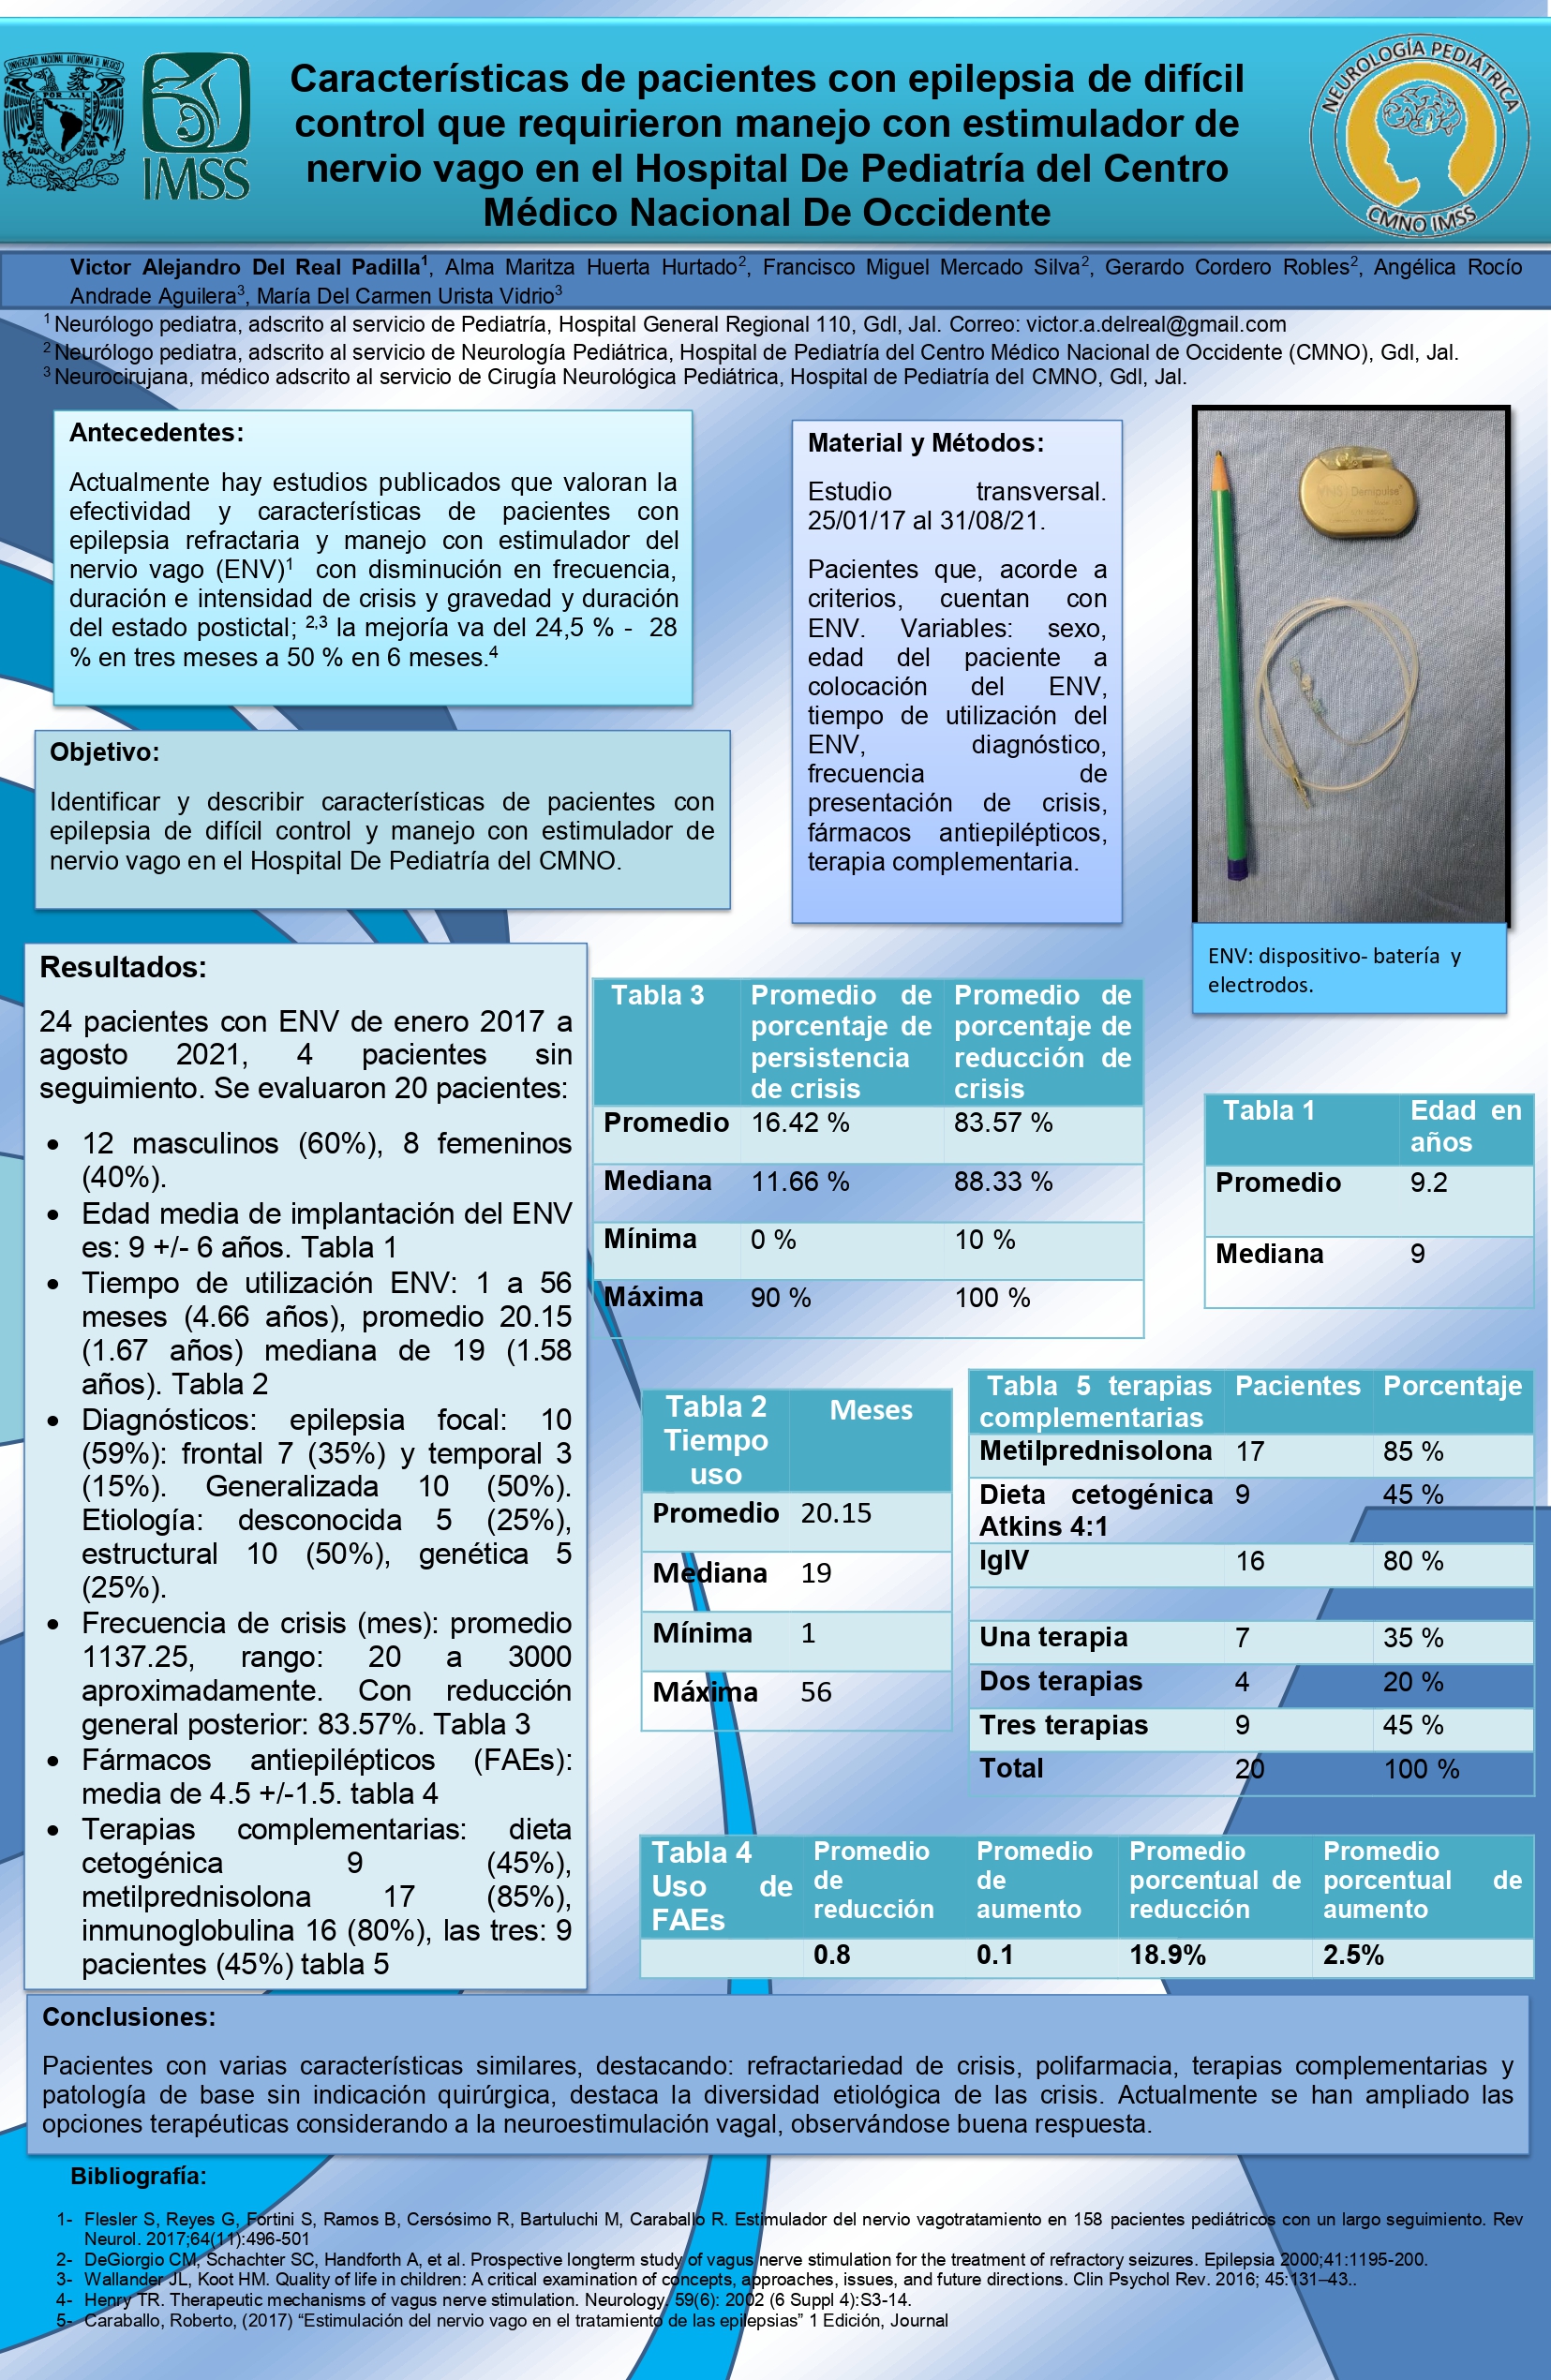 UNIVERSIDAD NACIONAL AUTONOMA DE MEXICO
IMSS
Características de pacientes con epilepsia de difícil
control que requirieron manejo con estimulador de
nervio vago en el Hospital De Pediatría del Centro
Médico Nacional De Occidente
NEUROLOGÍA PEDIÁTRICA
CMNO IMSS
Victor Alejandro Del Real Padilla¹, Alma Maritza Huerta Hurtado², Francisco Miguel Mercado Silva², Gerardo Cordero Robles², Angélica Rocío
Andrade Aguilera³, María Del Carmen Urista Vidrio³
¹ Neurólogo pediatra, adscrito al servicio de Pediatría, Hospital General Regional 110, Gdl, Jal. Correo: victor.a.delreal@gmail.com
² Neurólogo pediatra, adscrito al servicio de Neurología Pediátrica, Hospital de Pediatría del Centro Médico Nacional de Occidente (CMNO), Gdl, Jal.
³ Neurocirujana, médico adscrito al servicio de Cirugía Neurológica Pediátrica, Hospital de Pediatría del CMNO, Gdl, Jal.
Antecedentes:
Actualmente hay estudios publicados que valoran la
efectividad y características de pacientes con
epilepsia refractaria y manejo con estimulador del
nervio vago (ENV)¹ con disminución en frecuencia,
duración e intensidad de crisis y gravedad y duración
del estado postictal; ²,³ la mejoría va del 24,5 % - 28
% en tres meses a 50 % en 6 meses.⁴
Objetivo:
Identificar y describir características de pacientes con
epilepsia de difícil control y manejo con estimulador de
nervio vago en el Hospital De Pediatría del CMNO.
Material y Métodos:
Estudio transversal.
25/01/17 al 31/08/21.
Pacientes que, acorde a
criterios, cuentan con
ENV. Variables: sexo,
edad del paciente a
colocación del ENV,
tiempo de utilización del
ENV, diagnóstico,
frecuencia de
presentación de crisis,
fármacos antiepilépticos,
terapia complementaria.
VNS Demipulse
ENV: dispositivo- batería y
electrodos.
Resultados:
24 pacientes con ENV de enero 2017 a
agosto 2021, 4 pacientes sin
seguimiento. Se evaluaron 20 pacientes:
• 12 masculinos (60%), 8 femeninos
(40%).
• Edad media de implantación del ENV
es: 9 +/- 6 años. Tabla 1
• Tiempo de utilización ENV: 1 a 56
meses (4.66 años), promedio 20.15
(1.67 años) mediana de 19 (1.58
años). Tabla 2
• Diagnósticos: epilepsia focal: 10
(59%): frontal 7 (35%) y temporal 3
(15%). Generalizada 10 (50%).
Etiología: desconocida 5 (25%),
estructural 10 (50%), genética 5
(25%).
• Frecuencia de crisis (mes): promedio
1137.25, rango: 20 a 3000
aproximadamente. Con reducción
general posterior: 83.57%. Tabla 3
• Fármacos antiepilépticos (FAEs):
media de 4.5 +/-1.5. tabla 4
• Terapias complementarias: dieta
cetogénica 9 (45%),
metilprednisolona 17 (85%),
inmunoglobulina 16 (80%), las tres: 9
pacientes (45%) tabla 5
Tabla 3 Promedio de porcentaje de persistencia de crisis Promedio de porcentaje de reducción de crisis
Promedio 16.42 % 83.57 %
Mediana 11.66 % 88.33 %
Mínima 0 % 10 %
Máxima 90 % 100 %
Tabla 1 Edad en años
Promedio 9.2
Mediana 9
Tabla 2 Tiempo uso Meses
Promedio 20.15
Mediana 19
Mínima 1
Máxima 56
Tabla 5 terapias complementarias Pacientes Porcentaje
Metilprednisolona 17 85 %
Dieta cetogénica Atkins 4:1 9 45 %
IgIV 16 80 %
Una terapia 7 35 %
Dos terapias 4 20 %
Tres terapias 9 45 %
Total 20 100 %
Tabla 4 Uso de FAEs Promedio de reducción Promedio de aumento Promedio porcentual de reducción Promedio porcentual de aumento
0.8 0.1 18.9% 2.5%
Conclusiones:
Pacientes con varias características similares, destacando: refractariedad de crisis, polifarmacia, terapias complementarias y
patología de base sin indicación quirúrgica, destaca la diversidad etiológica de las crisis. Actualmente se han ampliado las
opciones terapéuticas considerando a la neuroestimulación vagal, observándose buena respuesta.
Bibliografía:
1- Flesler S, Reyes G, Fortini S, Ramos B, Cersósimo R, Bartuluchi M, Caraballo R. Estimulador del nervio vagotratamiento en 158 pacientes pediátricos con un largo seguimiento. Rev
Neurol. 2017;64(11):496-501
2- DeGiorgio CM, Schachter SC, Handforth A, et al. Prospective longterm study of vagus nerve stimulation for the treatment of refractory seizures. Epilepsia 2000;41:1195-200.
3- Wallander JL, Koot HM. Quality of life in children: A critical examination of concepts, approaches, issues, and future directions. Clin Psychol Rev. 2016; 45:131–43..
4- Henry TR. Therapeutic mechanisms of vagus nerve stimulation. Neurology. 59(6): 2002 (6 Suppl 4):S3-14.
5- Caraballo, Roberto, (2017) “Estimulación del nervio vago en el tratamiento de las epilepsias” 1 Edición, Journal